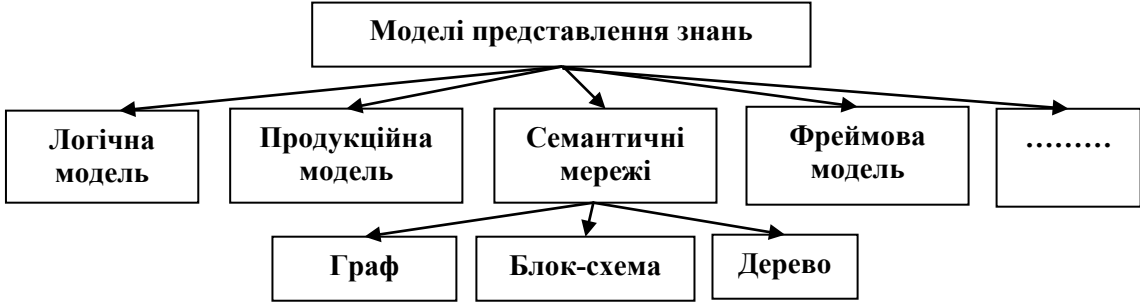 Моделі представлення знань
Логічна
модель
Продукційна
модель
Семантичні
мережі
Фреймова
модель
………
Граф
Блок-схема
Дерево